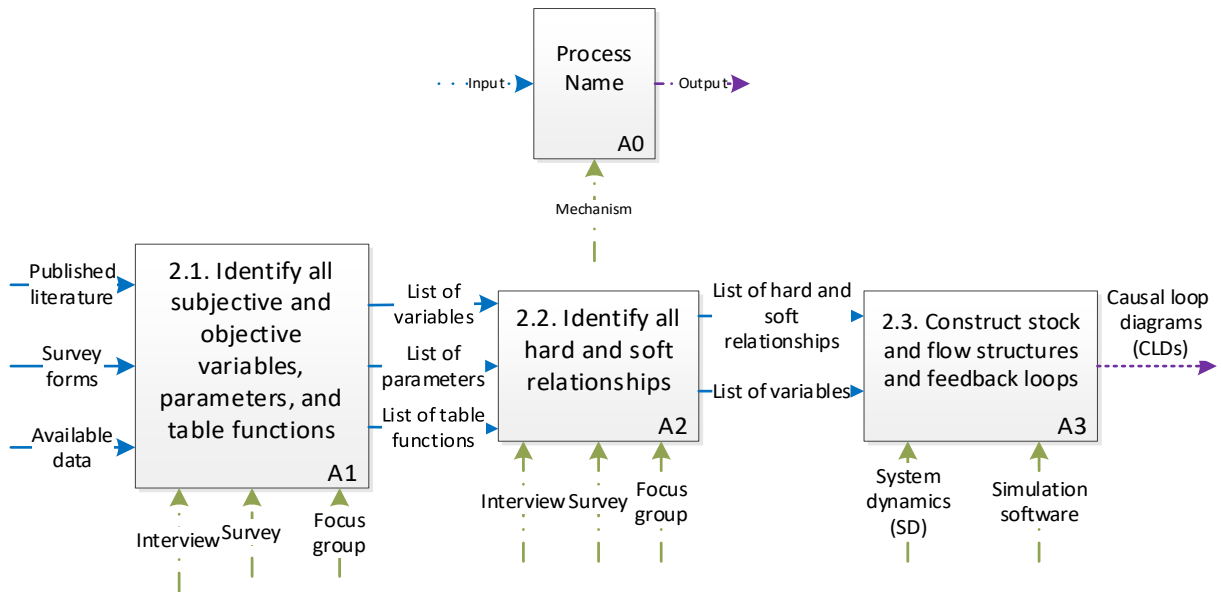 Process
Name
Input
Output
A0
Mechanism
Published
literature
Survey
forms
Available
data
2.1. Identify all
subjective and
objective
variables,
parameters, and
table functions
A1
Interview
Survey
Focus
group
List of
variables
List of
parameters
List of table
functions
2.2. Identify all
hard and soft
relationships
A2
Interview
Survey
Focus
group
List of hard and
soft
relationships
List of variables
2.3. Construct stock
and flow structures
and feedback loops
A3
System
dynamics
(SD)
Simulation
software
Causal loop
diagrams
(CLDs)